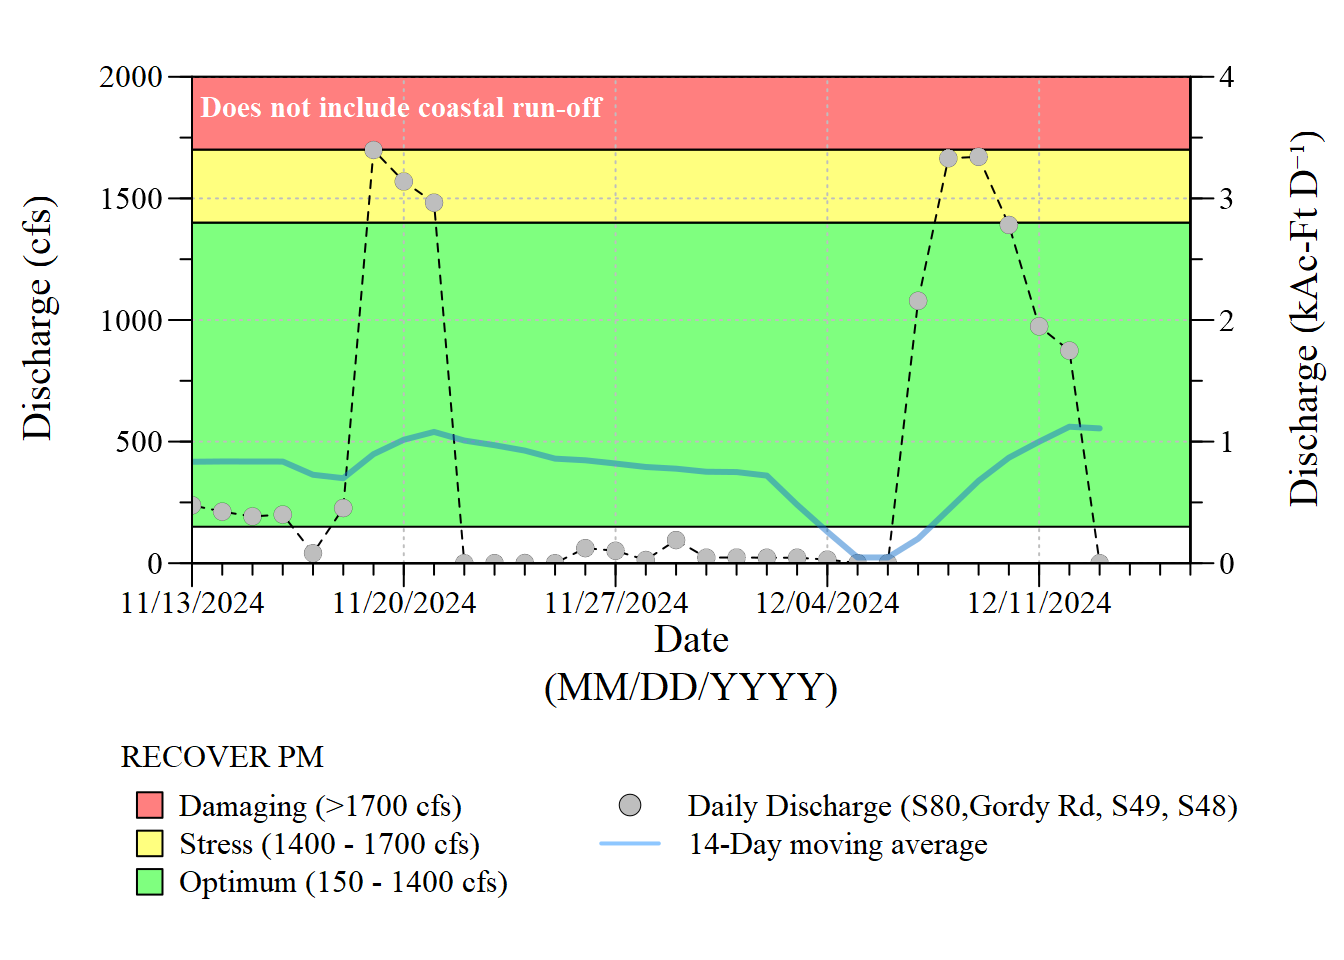 Does not include coastal run-off
2000
1500
1000
500
0
4
3
2
1
0
Discharge (cfs)
Discharge (kAc-Ft D⁻¹)
11/13/2024
11/20/2024
11/27/2024
12/04/2024
12/11/2024
Date
(MM/DD/YYYY)
RECOVER PM
Damaging (>1700 cfs)
Stress (1400 - 1700 cfs)
Optimum (150 - 1400 cfs)
Daily Discharge (S80,Gordy Rd, S49, S48)
14-Day moving average